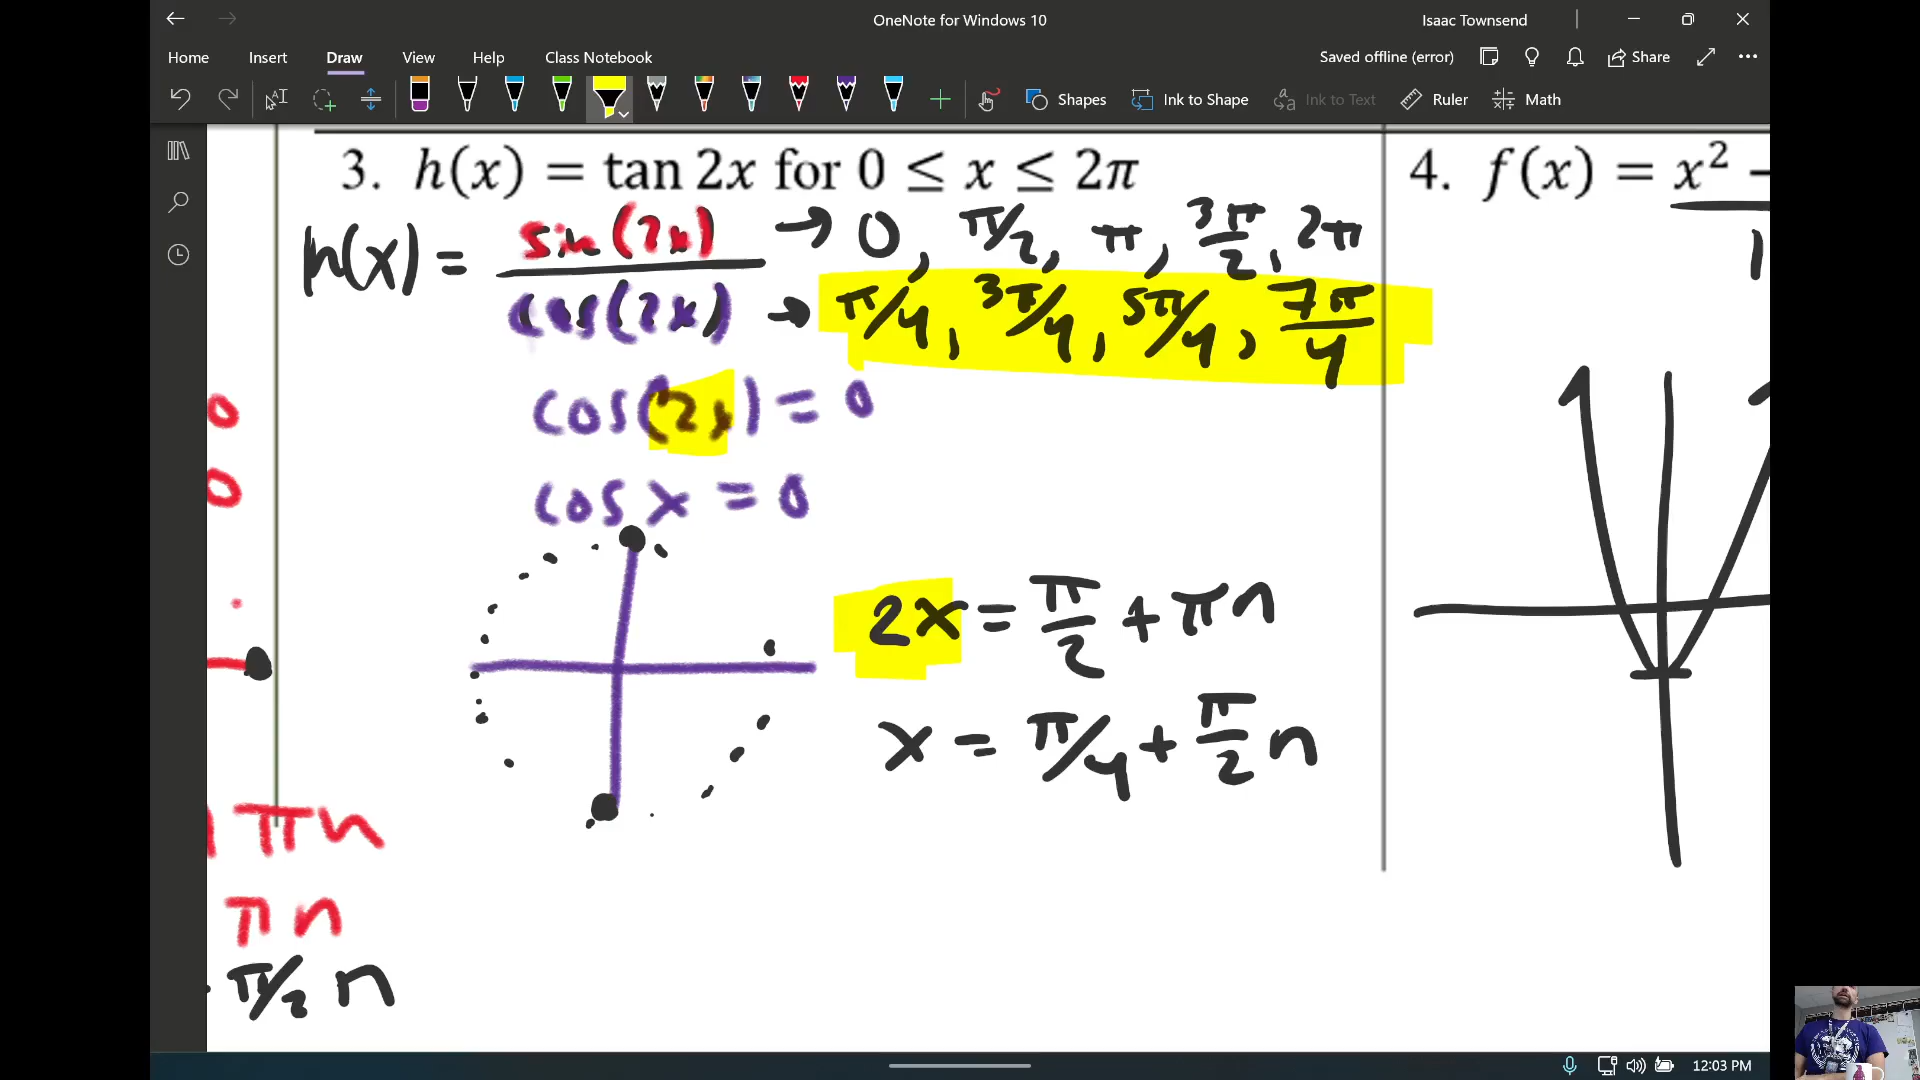 OneNote for Windows 10
Isaac Townsend
Home Insert Draw View Help Class Notebook
Saved offline (error) Share
Shapes Ink to Shape Ink to Text Ruler Math
3. h(x) = tan 2x for 0 ≤ x ≤ 2π
4. f(x) = x² −
h(x) = sin(2x) / cos(2x)
→ 0, π/2, π, 3π/2, 2π
→ π/4, 3π/4, 5π/4, 7π/4
cos(2x) = 0
cos x = 0
2x = π/2 + πn
x = π/4 + π/2 n
0
0
πn
πn
π/2 n
12:03 PM